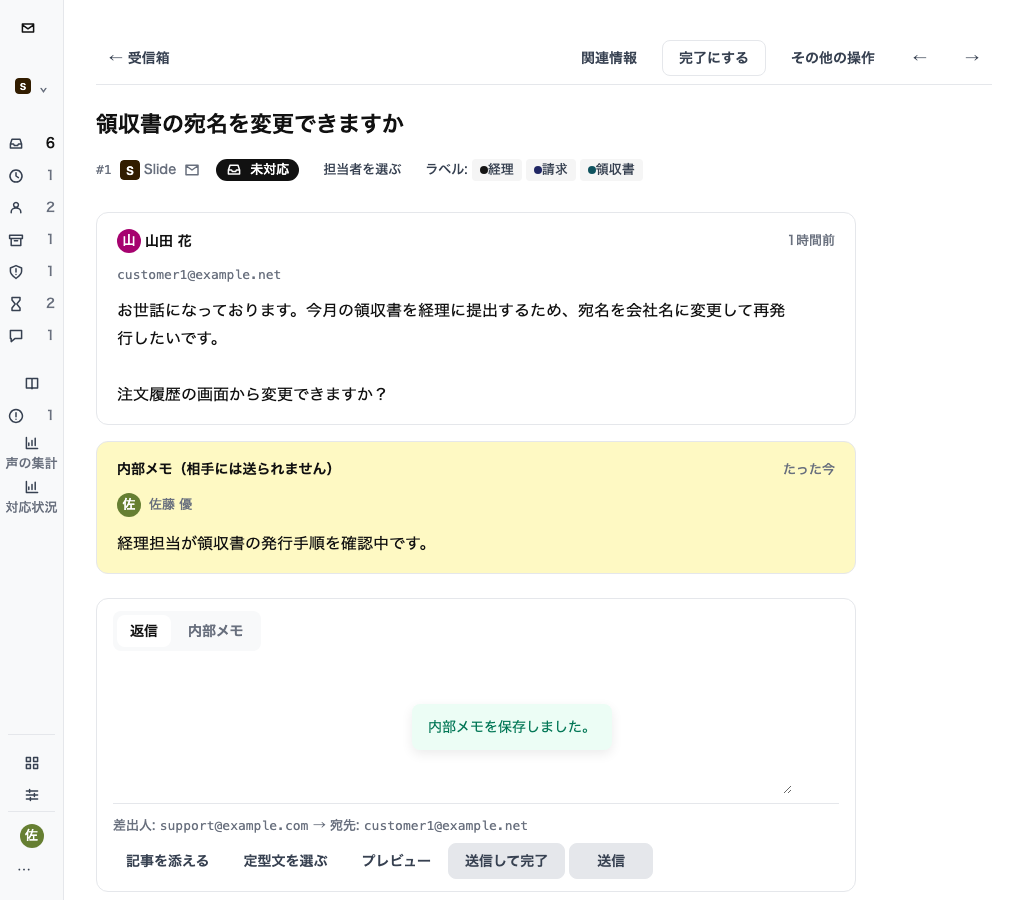 S
6
1
2
1
1
2
1
1
声の集計
対応状況
佐
…
← 受信箱
関連情報
完了にする
その他の操作
←
→
領収書の宛名を変更できますか
#1 S Slide 未対応 担当者を選ぶ ラベル: 経理 請求 領収書
山 山田 花
1時間前
customer1@example.net
お世話になっております。今月の領収書を経理に提出するため、宛名を会社名に変更して再発
行したいです。
注文履歴の画面から変更できますか？
内部メモ（相手には送られません）
たった今
佐 佐藤 優
経理担当が領収書の発行手順を確認中です。
返信 内部メモ
内部メモを保存しました。
差出人: support@example.com → 宛先: customer1@example.net
記事を添える 定型文を選ぶ プレビュー 送信して完了 送信